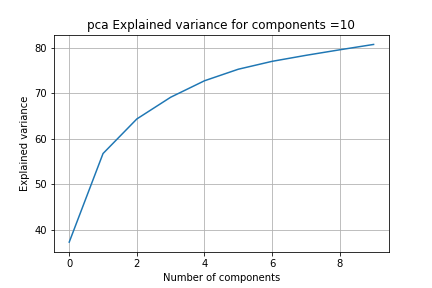 pca Explained variance for components =10
Explained variance
80
70
60
50
40
0 2 4 6 8
Number of components